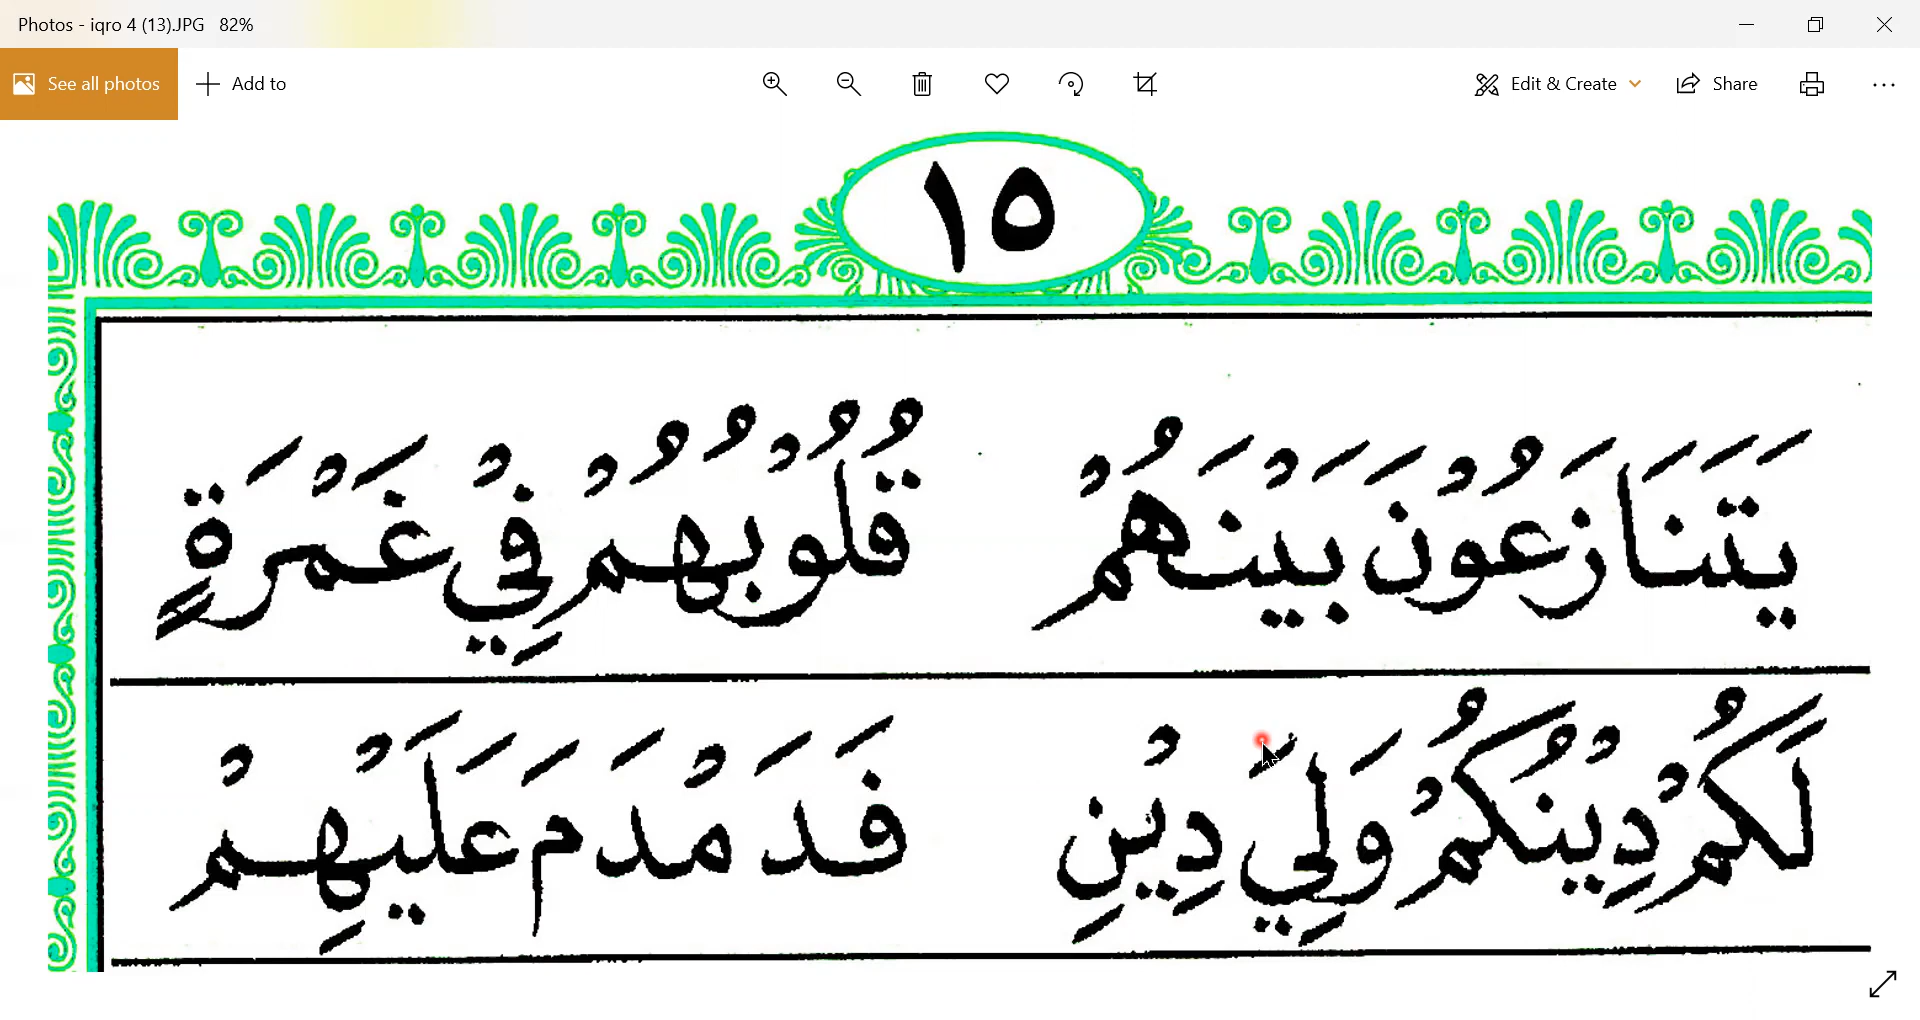 Photos - iqro 4 (13).JPG   82%
See all photos
Add to
Edit & Create
Share
١٥
يَتَنَازَعُوْنَ بَيْنَهُمْ   قُلُوْبُهُمْ فِيْ غَمْرَةٍ
لَكُمْ دِيْنُكُمْ وَلِيَ دِيْنِ   فَدَ مْدَمَ عَلَيْهِمْ